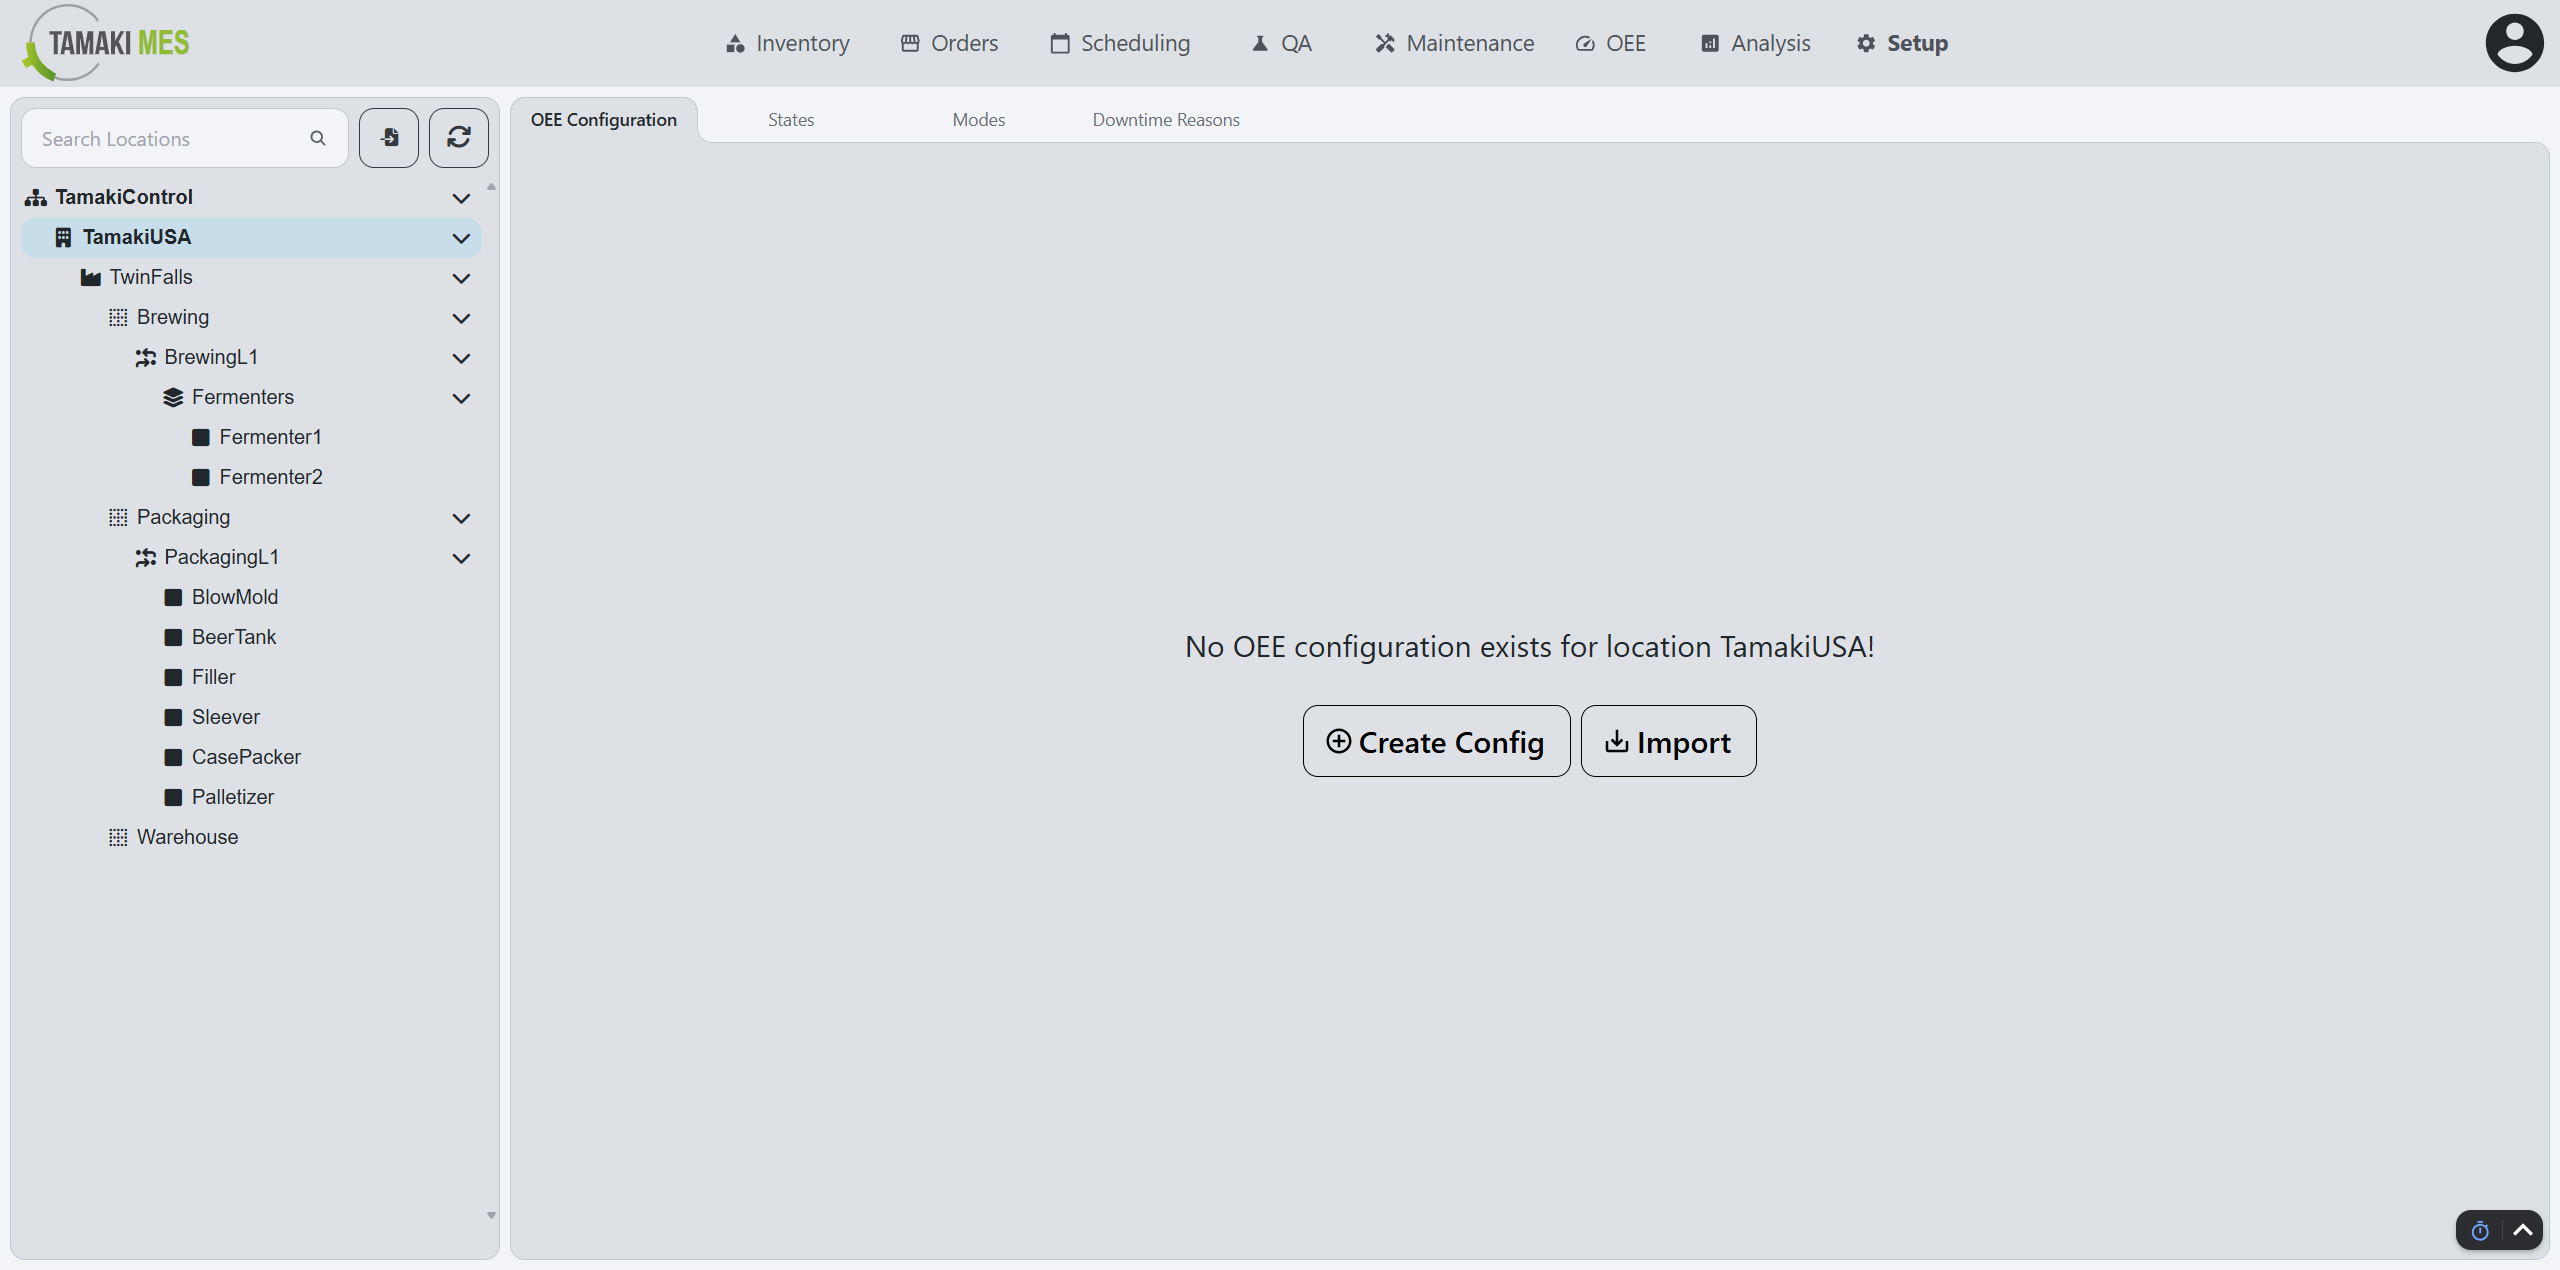 TAMAKI MES
Inventory
Orders
Scheduling
QA
Maintenance
OEE
Analysis
Setup
Search Locations
OEE Configuration
States
Modes
Downtime Reasons
TamakiControl
TamakiUSA
TwinFalls
Brewing
BrewingL1
Fermenters
Fermenter1
Fermenter2
Packaging
PackagingL1
BlowMold
BeerTank
Filler
Sleever
CasePacker
Palletizer
Warehouse
No OEE configuration exists for location TamakiUSA!
Create Config
Import